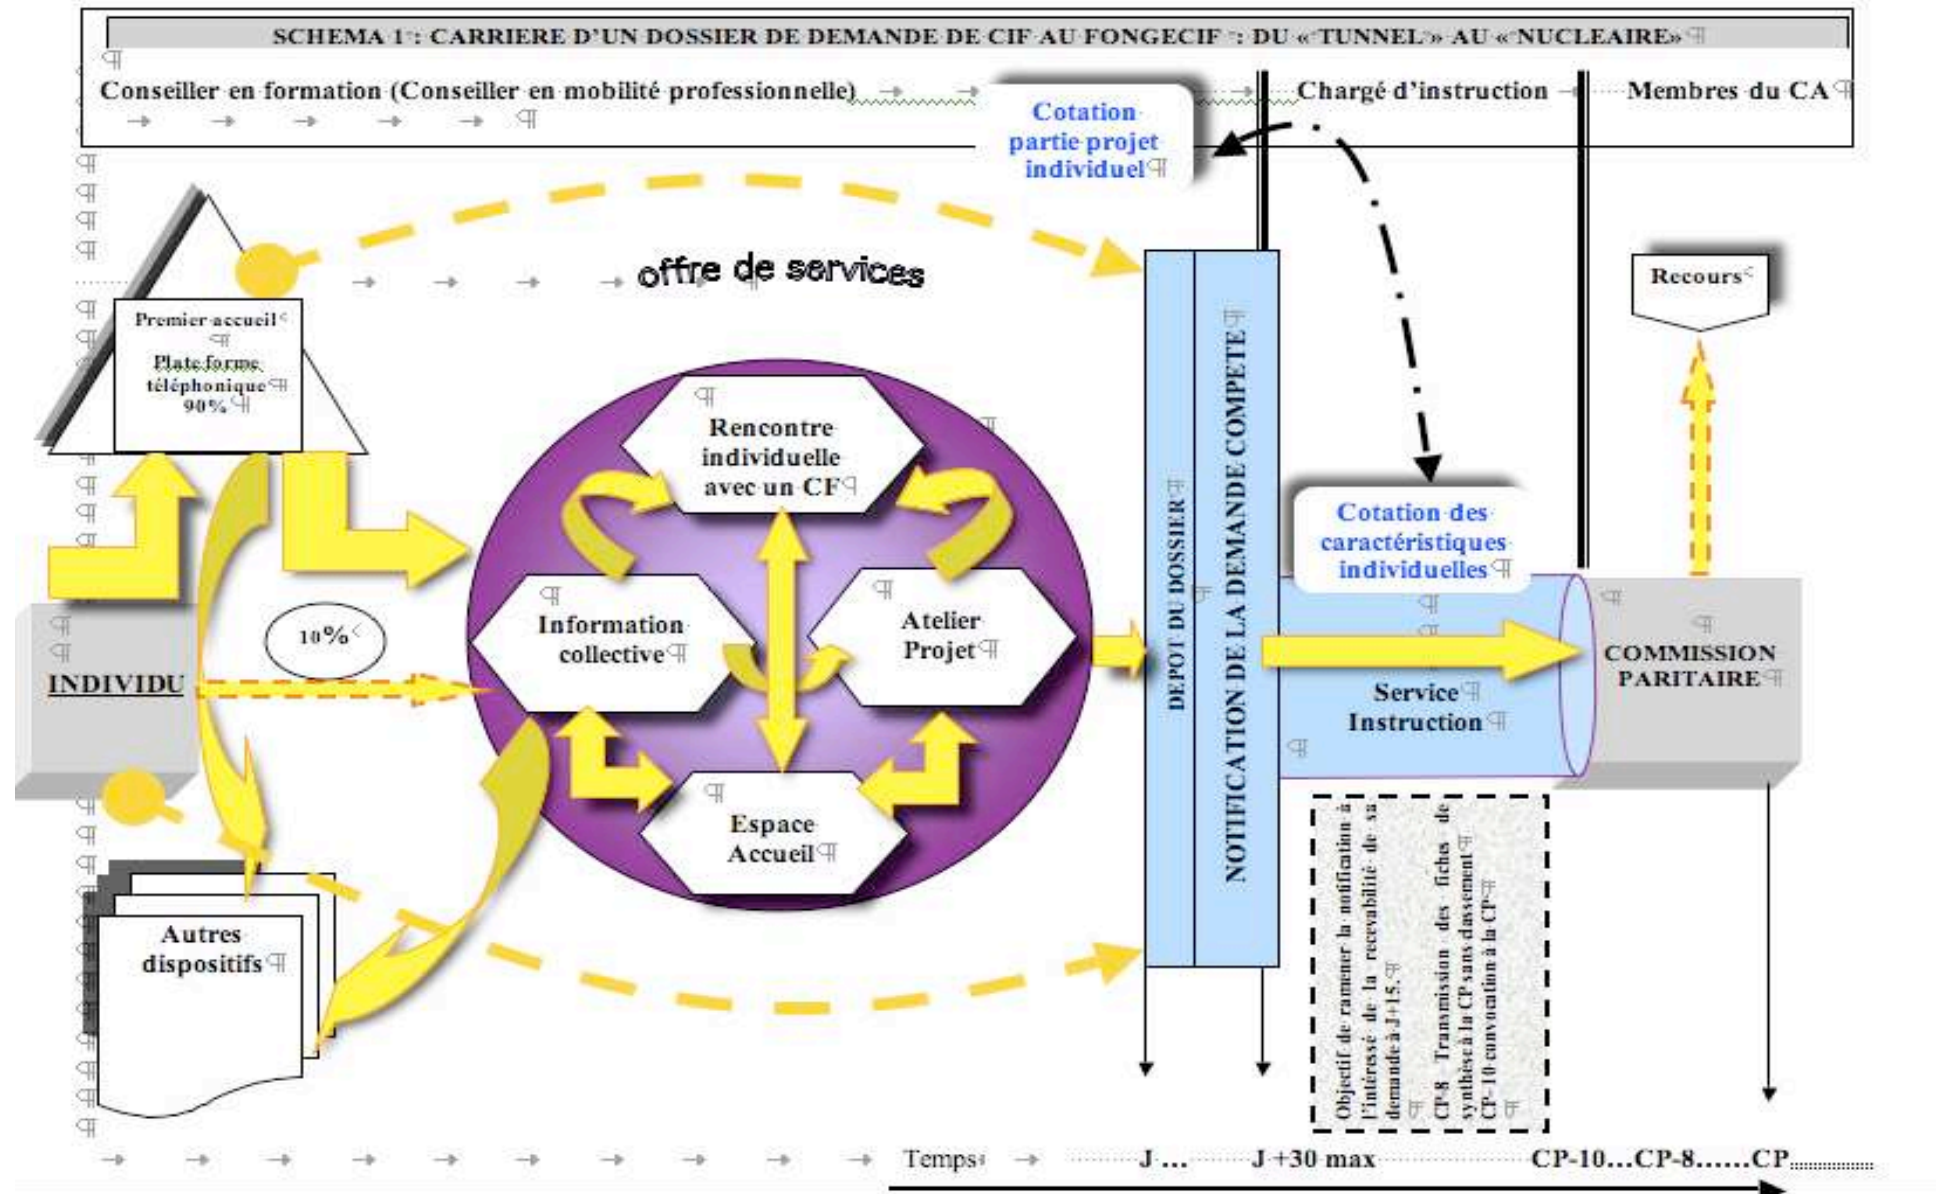 SCHEMA 1 : CARRIERE D'UN DOSSIER DE DEMANDE DE CIF AU FONGECIF : DU « TUNNEL » AU « NUCLEAIRE»
Conseiller en formation (Conseiller en mobilité professionnelle)
Chargé d'instruction
Membres du CA
Cotation
partie projet
individuel
offre de services
Recours
Premier accueil
Plate forme
téléphonique
90%
Rencontre
individuelle
avec un CF
Information
collective
Atelier
Projet
Espace
Accueil
10%
INDIVIDU
Autres
dispositifs
DEPOT DU DOSSIER
NOTIFICATION DE LA DEMANDE COMPETE
Cotation des
caractéristiques
individuelles
Service
Instruction
COMMISSION
PARITAIRE
Objectif de ramener la notification à
l'intéressé de la recevabilité de sa
demande à J+15.
CP-8 Transmission des fiches de
synthèse à la CP sans classement
CP-10 convocation à la CP
Temps
J ...
J +30 max
CP-10...CP-8......CP